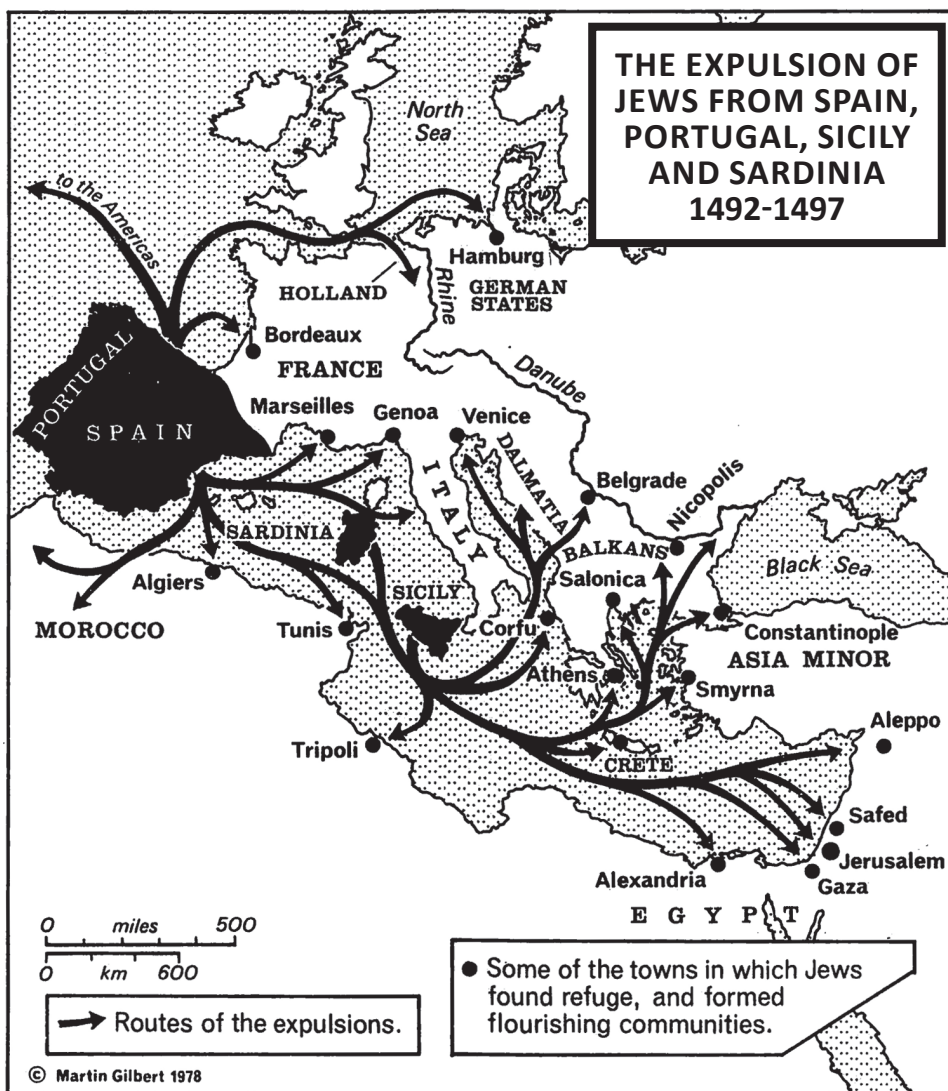 THE EXPULSION OF
JEWS FROM SPAIN,
PORTUGAL, SICILY
AND SARDINIA
1492-1497
North
Sea
to the Americas
Hamburg
HOLLAND
Rhine
GERMAN
STATES
Bordeaux
FRANCE
Danube
PORTUGAL
SPAIN
Marseilles
Genoa
Venice
ITALY
DALMATIA
Belgrade
Nicopolis
BALKANS
Black Sea
SARDINIA
Algiers
SICILY
Salonica
MOROCCO
Tunis
Corfu
Constantinople
ASIA MINOR
Athens
Smyrna
Tripoli
CRETE
Aleppo
Safed
Jerusalem
Alexandria
Gaza
EGYPT
0 miles 500
0 km 600
Routes of the expulsions.
Some of the towns in which Jews
found refuge, and formed
flourishing communities.
© Martin Gilbert 1978